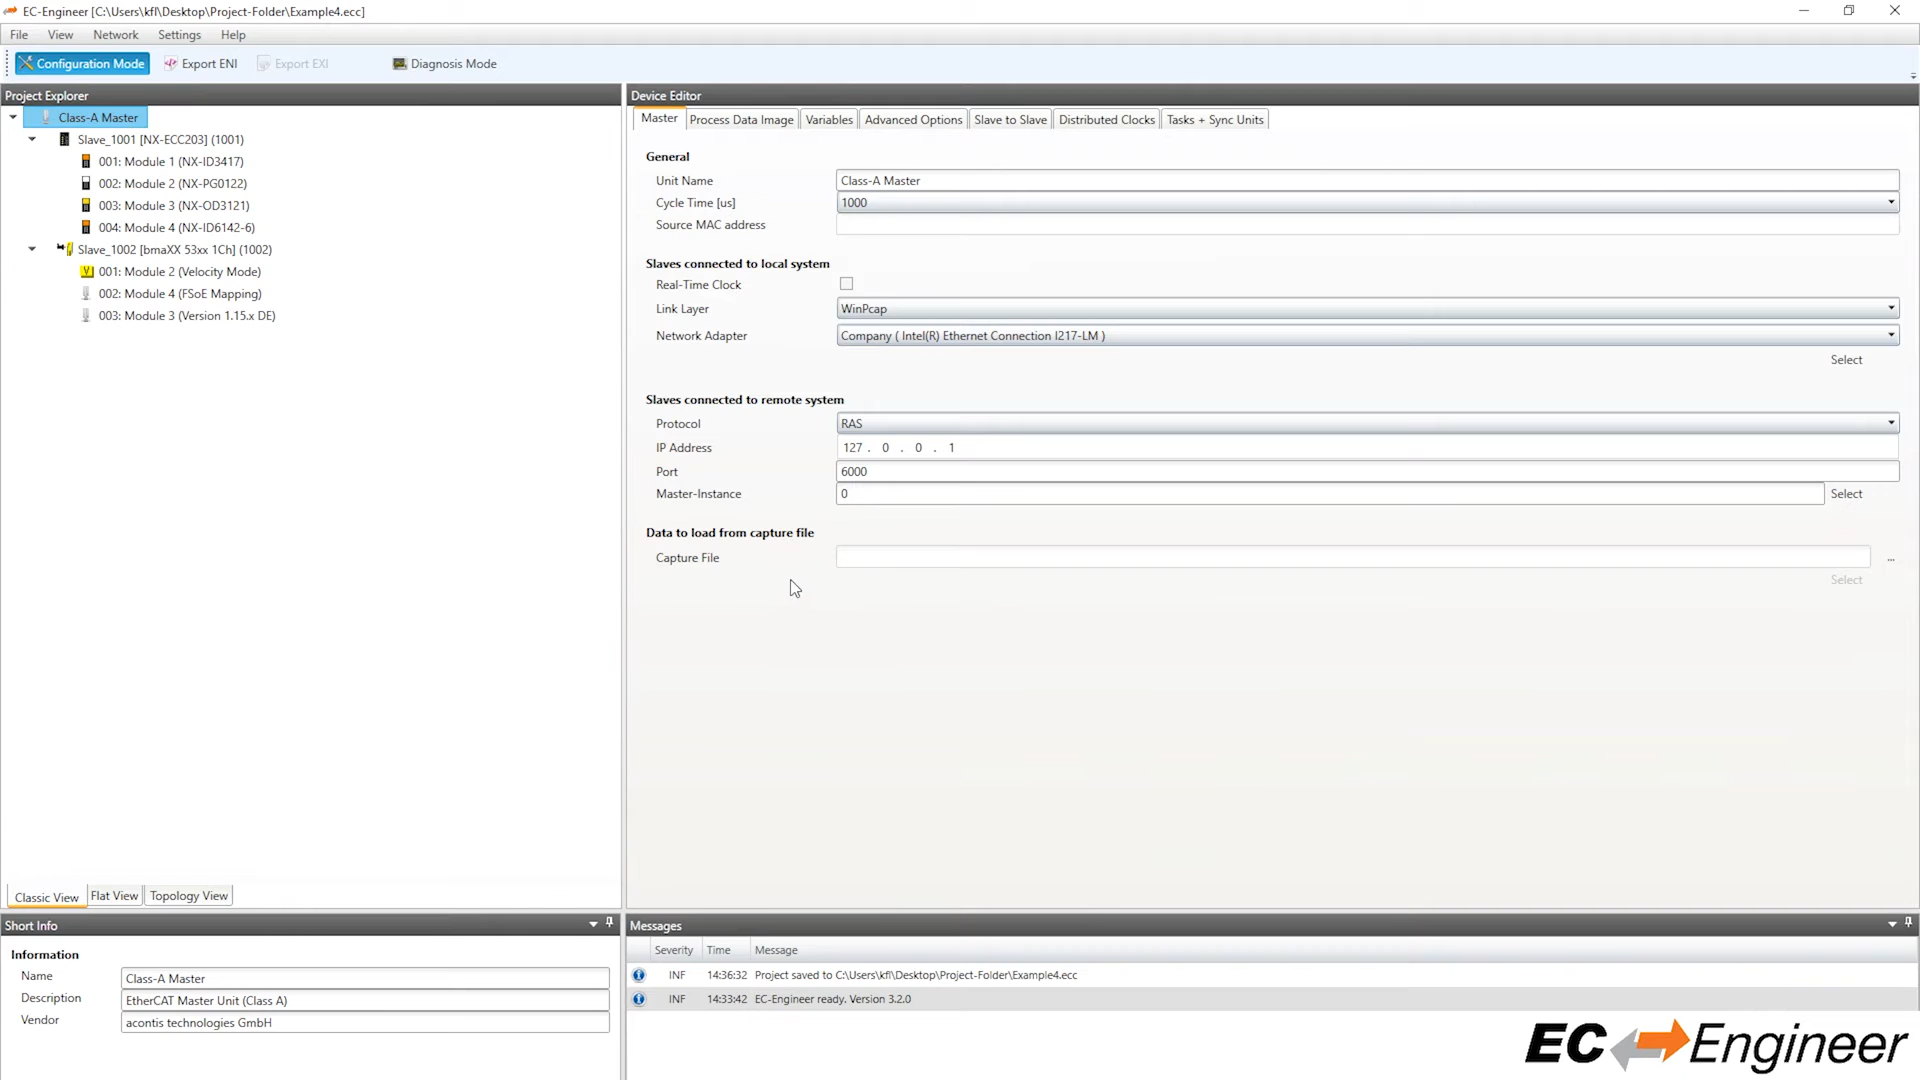 EC-Engineer [C:\Users\kfl\Desktop\Project-Folder\Example4.ecc]
File View Network Settings Help
Configuration Mode Export ENI Export EXI Diagnosis Mode
Project Explorer
Class-A Master
Slave_1001 [NX-ECC203] (1001)
001: Module 1 (NX-ID3417)
002: Module 2 (NX-PG0122)
003: Module 3 (NX-OD3121)
004: Module 4 (NX-ID6142-6)
Slave_1002 [bmaXX 53xx 1Ch] (1002)
001: Module 2 (Velocity Mode)
002: Module 4 (FSoE Mapping)
003: Module 3 (Version 1.15.x DE)
Classic View Flat View Topology View
Device Editor
Master Process Data Image Variables Advanced Options Slave to Slave Distributed Clocks Tasks + Sync Units
General
Unit Name Class-A Master
Cycle Time [us] 1000
Source MAC address
Slaves connected to local system
Real-Time Clock
Link Layer WinPcap
Network Adapter Company ( Intel(R) Ethernet Connection I217-LM )
Select
Slaves connected to remote system
Protocol RAS
IP Address 127 . 0 . 0 . 1
Port 6000
Master-Instance 0 Select
Data to load from capture file
Capture File ...
Select
Short Info
Information
Name Class-A Master
Description EtherCAT Master Unit (Class A)
Vendor acontis technologies GmbH
Messages
Severity Time Message
INF 14:36:32 Project saved to C:\Users\kfl\Desktop\Project-Folder\Example4.ecc
INF 14:33:42 EC-Engineer ready. Version 3.2.0
EC Engineer